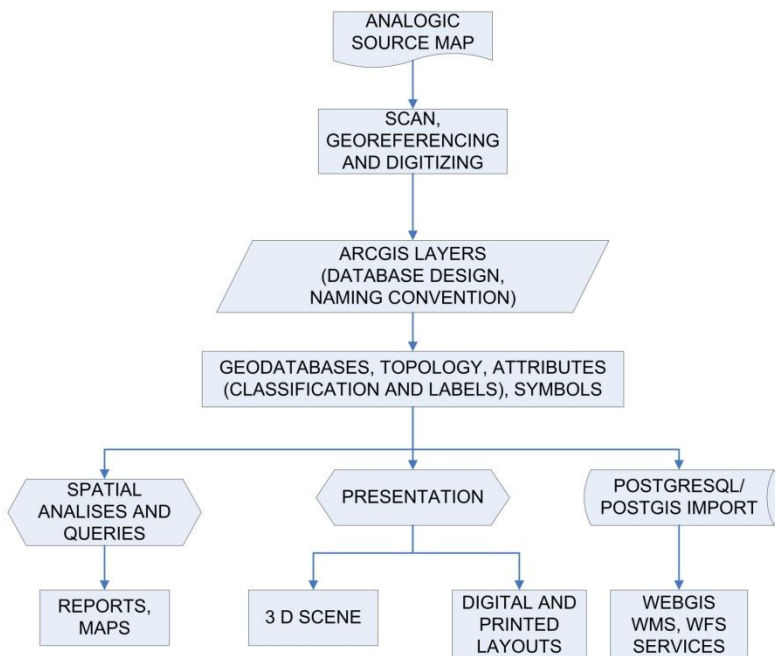 ANALOGIC
SOURCE MAP
SCAN,
GEOREFERENCING
AND DIGITIZING
ARCGIS LAYERS
(DATABASE DESIGN,
NAMING CONVENTION)
GEODATABASES, TOPOLOGY, ATTRIBUTES
(CLASSIFICATION AND LABELS), SYMBOLS
SPATIAL
ANALISES AND
QUERIES
PRESENTATION
POSTGRESQL/
POSTGIS IMPORT
REPORTS,
MAPS
3 D SCENE
DIGITAL AND
PRINTED
LAYOUTS
WEBGIS
WMS, WFS
SERVICES